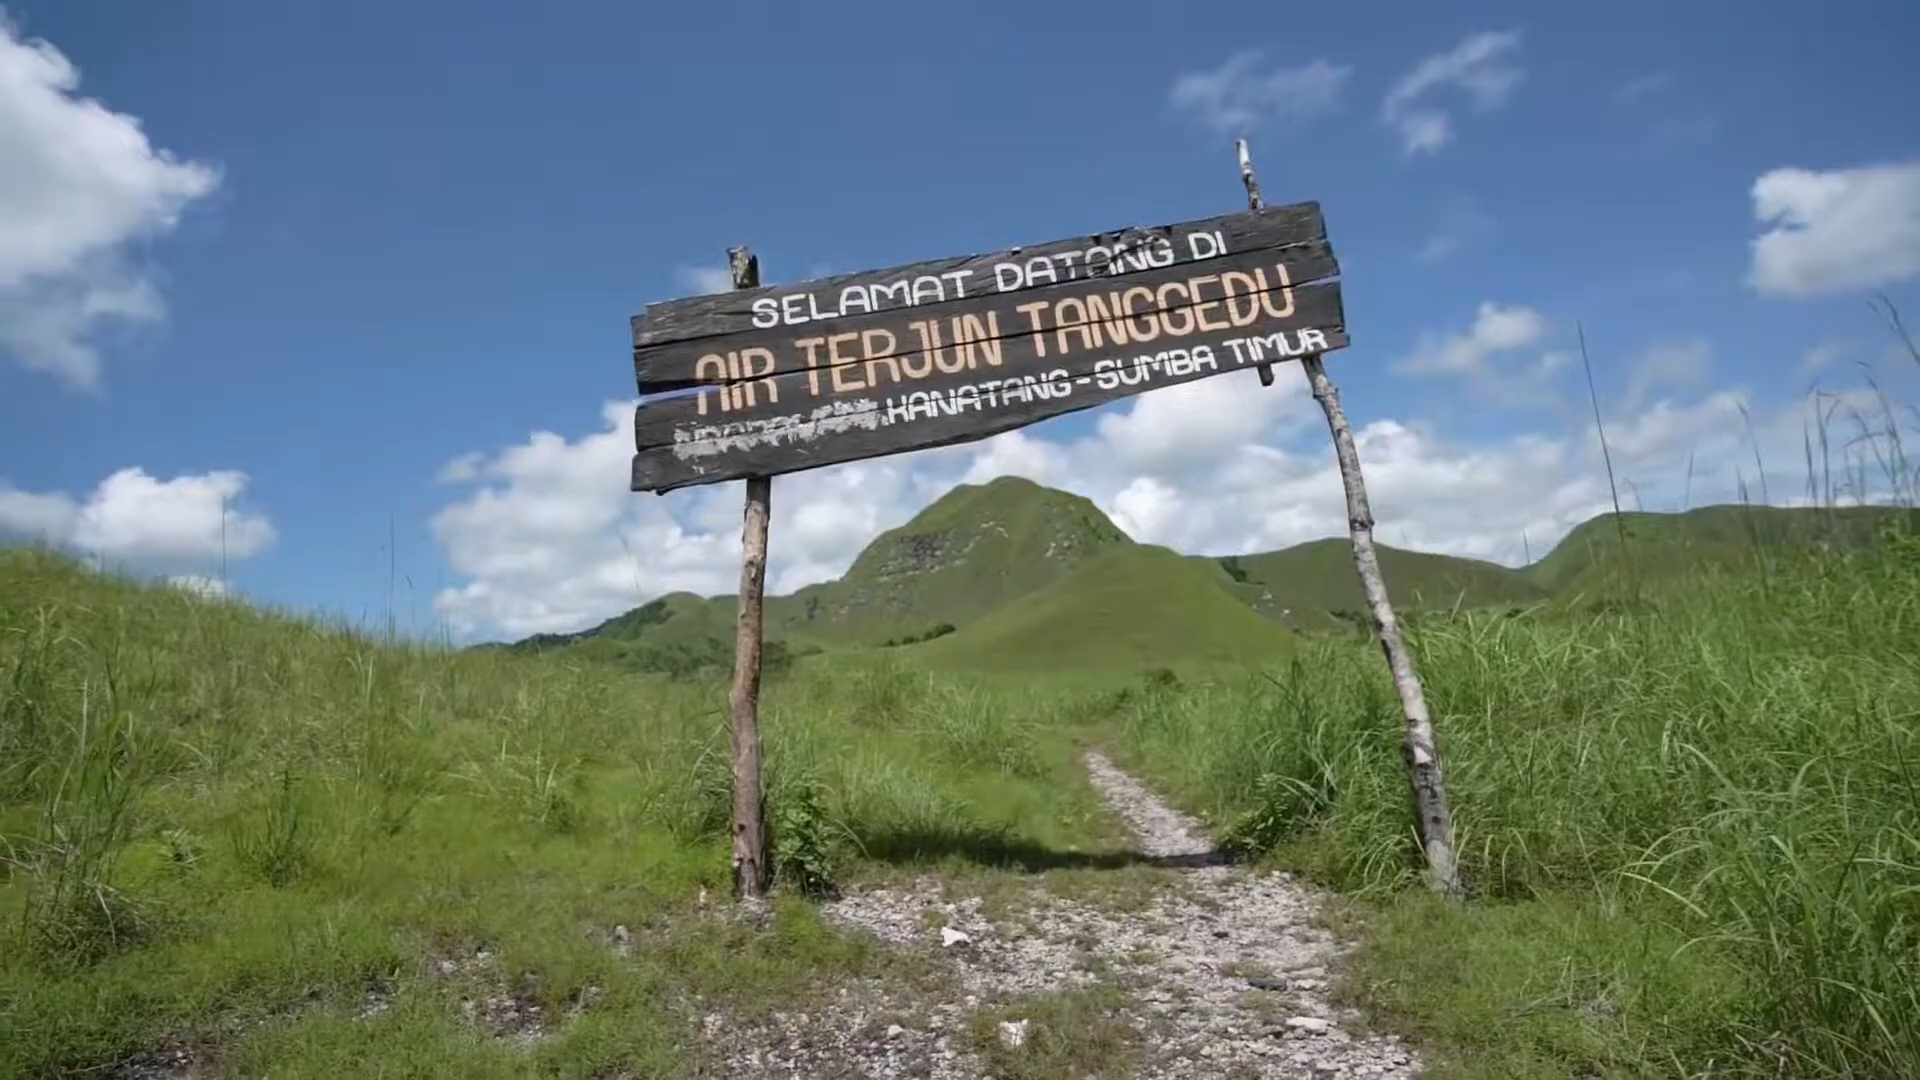 SELAMAT DATANG DI
AIR TERJUN TANGGEDU
KANATANG-SUMBA TIMUR